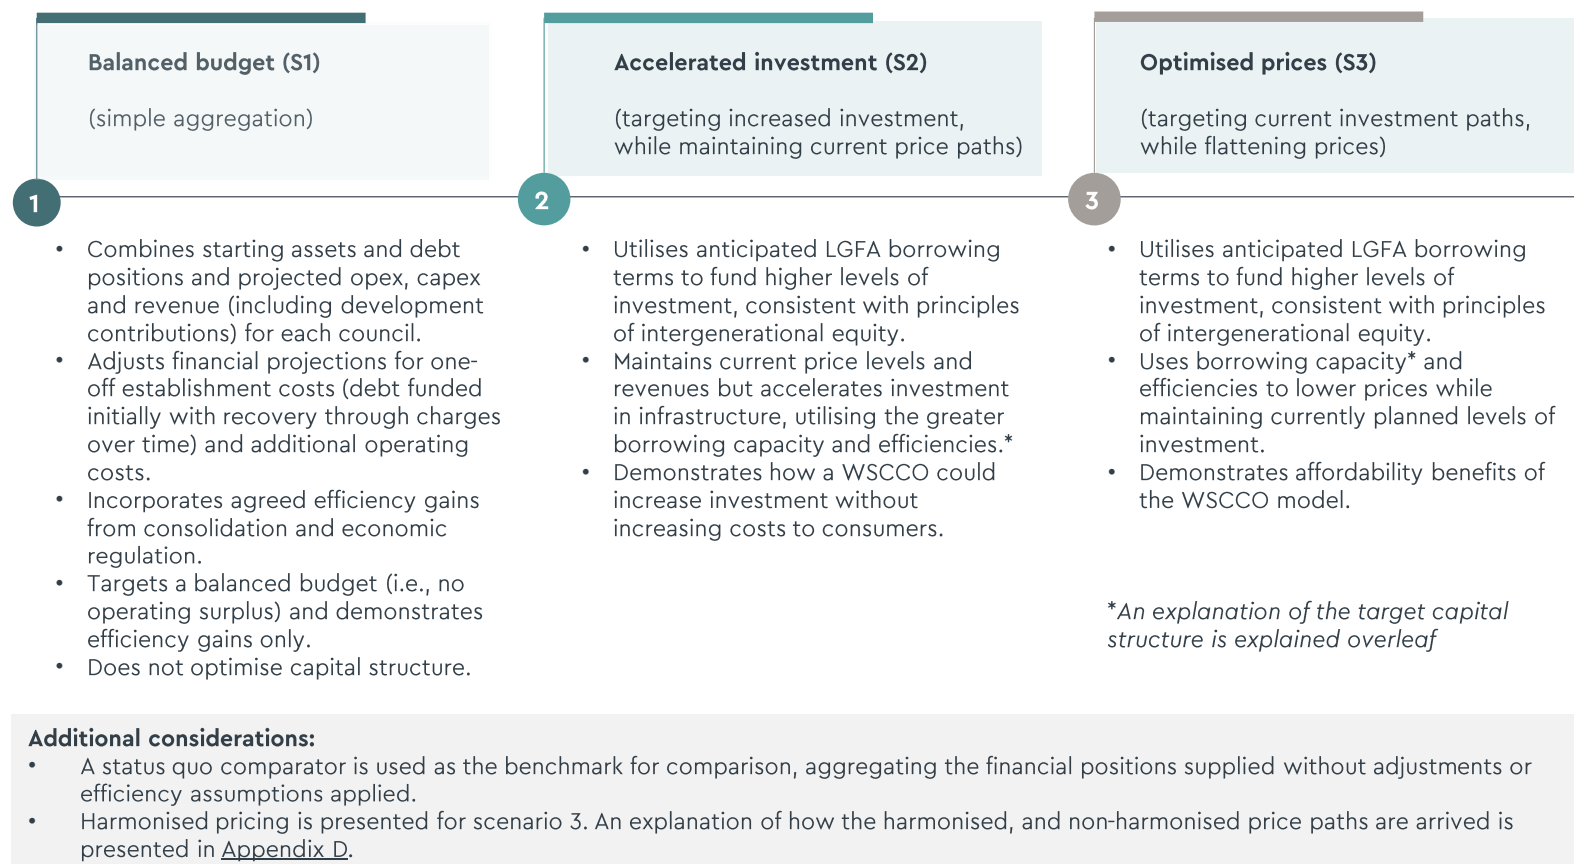 Balanced budget (S1)
(simple aggregation)
1
• Combines starting assets and debt
positions and projected opex, capex
and revenue (including development
contributions) for each council.
• Adjusts financial projections for one-
off establishment costs (debt funded
initially with recovery through charges
over time) and additional operating
costs.
• Incorporates agreed efficiency gains
from consolidation and economic
regulation.
• Targets a balanced budget (i.e., no
operating surplus) and demonstrates
efficiency gains only.
• Does not optimise capital structure.
Accelerated investment (S2)
(targeting increased investment,
while maintaining current price paths)
2
• Utilises anticipated LGFA borrowing
terms to fund higher levels of
investment, consistent with principles
of intergenerational equity.
• Maintains current price levels and
revenues but accelerates investment
in infrastructure, utilising the greater
borrowing capacity and efficiencies.*
• Demonstrates how a WSCCO could
increase investment without
increasing costs to consumers.
Optimised prices (S3)
(targeting current investment paths,
while flattening prices)
3
• Utilises anticipated LGFA borrowing
terms to fund higher levels of
investment, consistent with principles
of intergenerational equity.
• Uses borrowing capacity* and
efficiencies to lower prices while
maintaining currently planned levels of
investment.
• Demonstrates affordability benefits of
the WSCCO model.
*An explanation of the target capital
structure is explained overleaf
Additional considerations:
• A status quo comparator is used as the benchmark for comparison, aggregating the financial positions supplied without adjustments or
efficiency assumptions applied.
• Harmonised pricing is presented for scenario 3. An explanation of how the harmonised, and non-harmonised price paths are arrived is
presented in Appendix D.